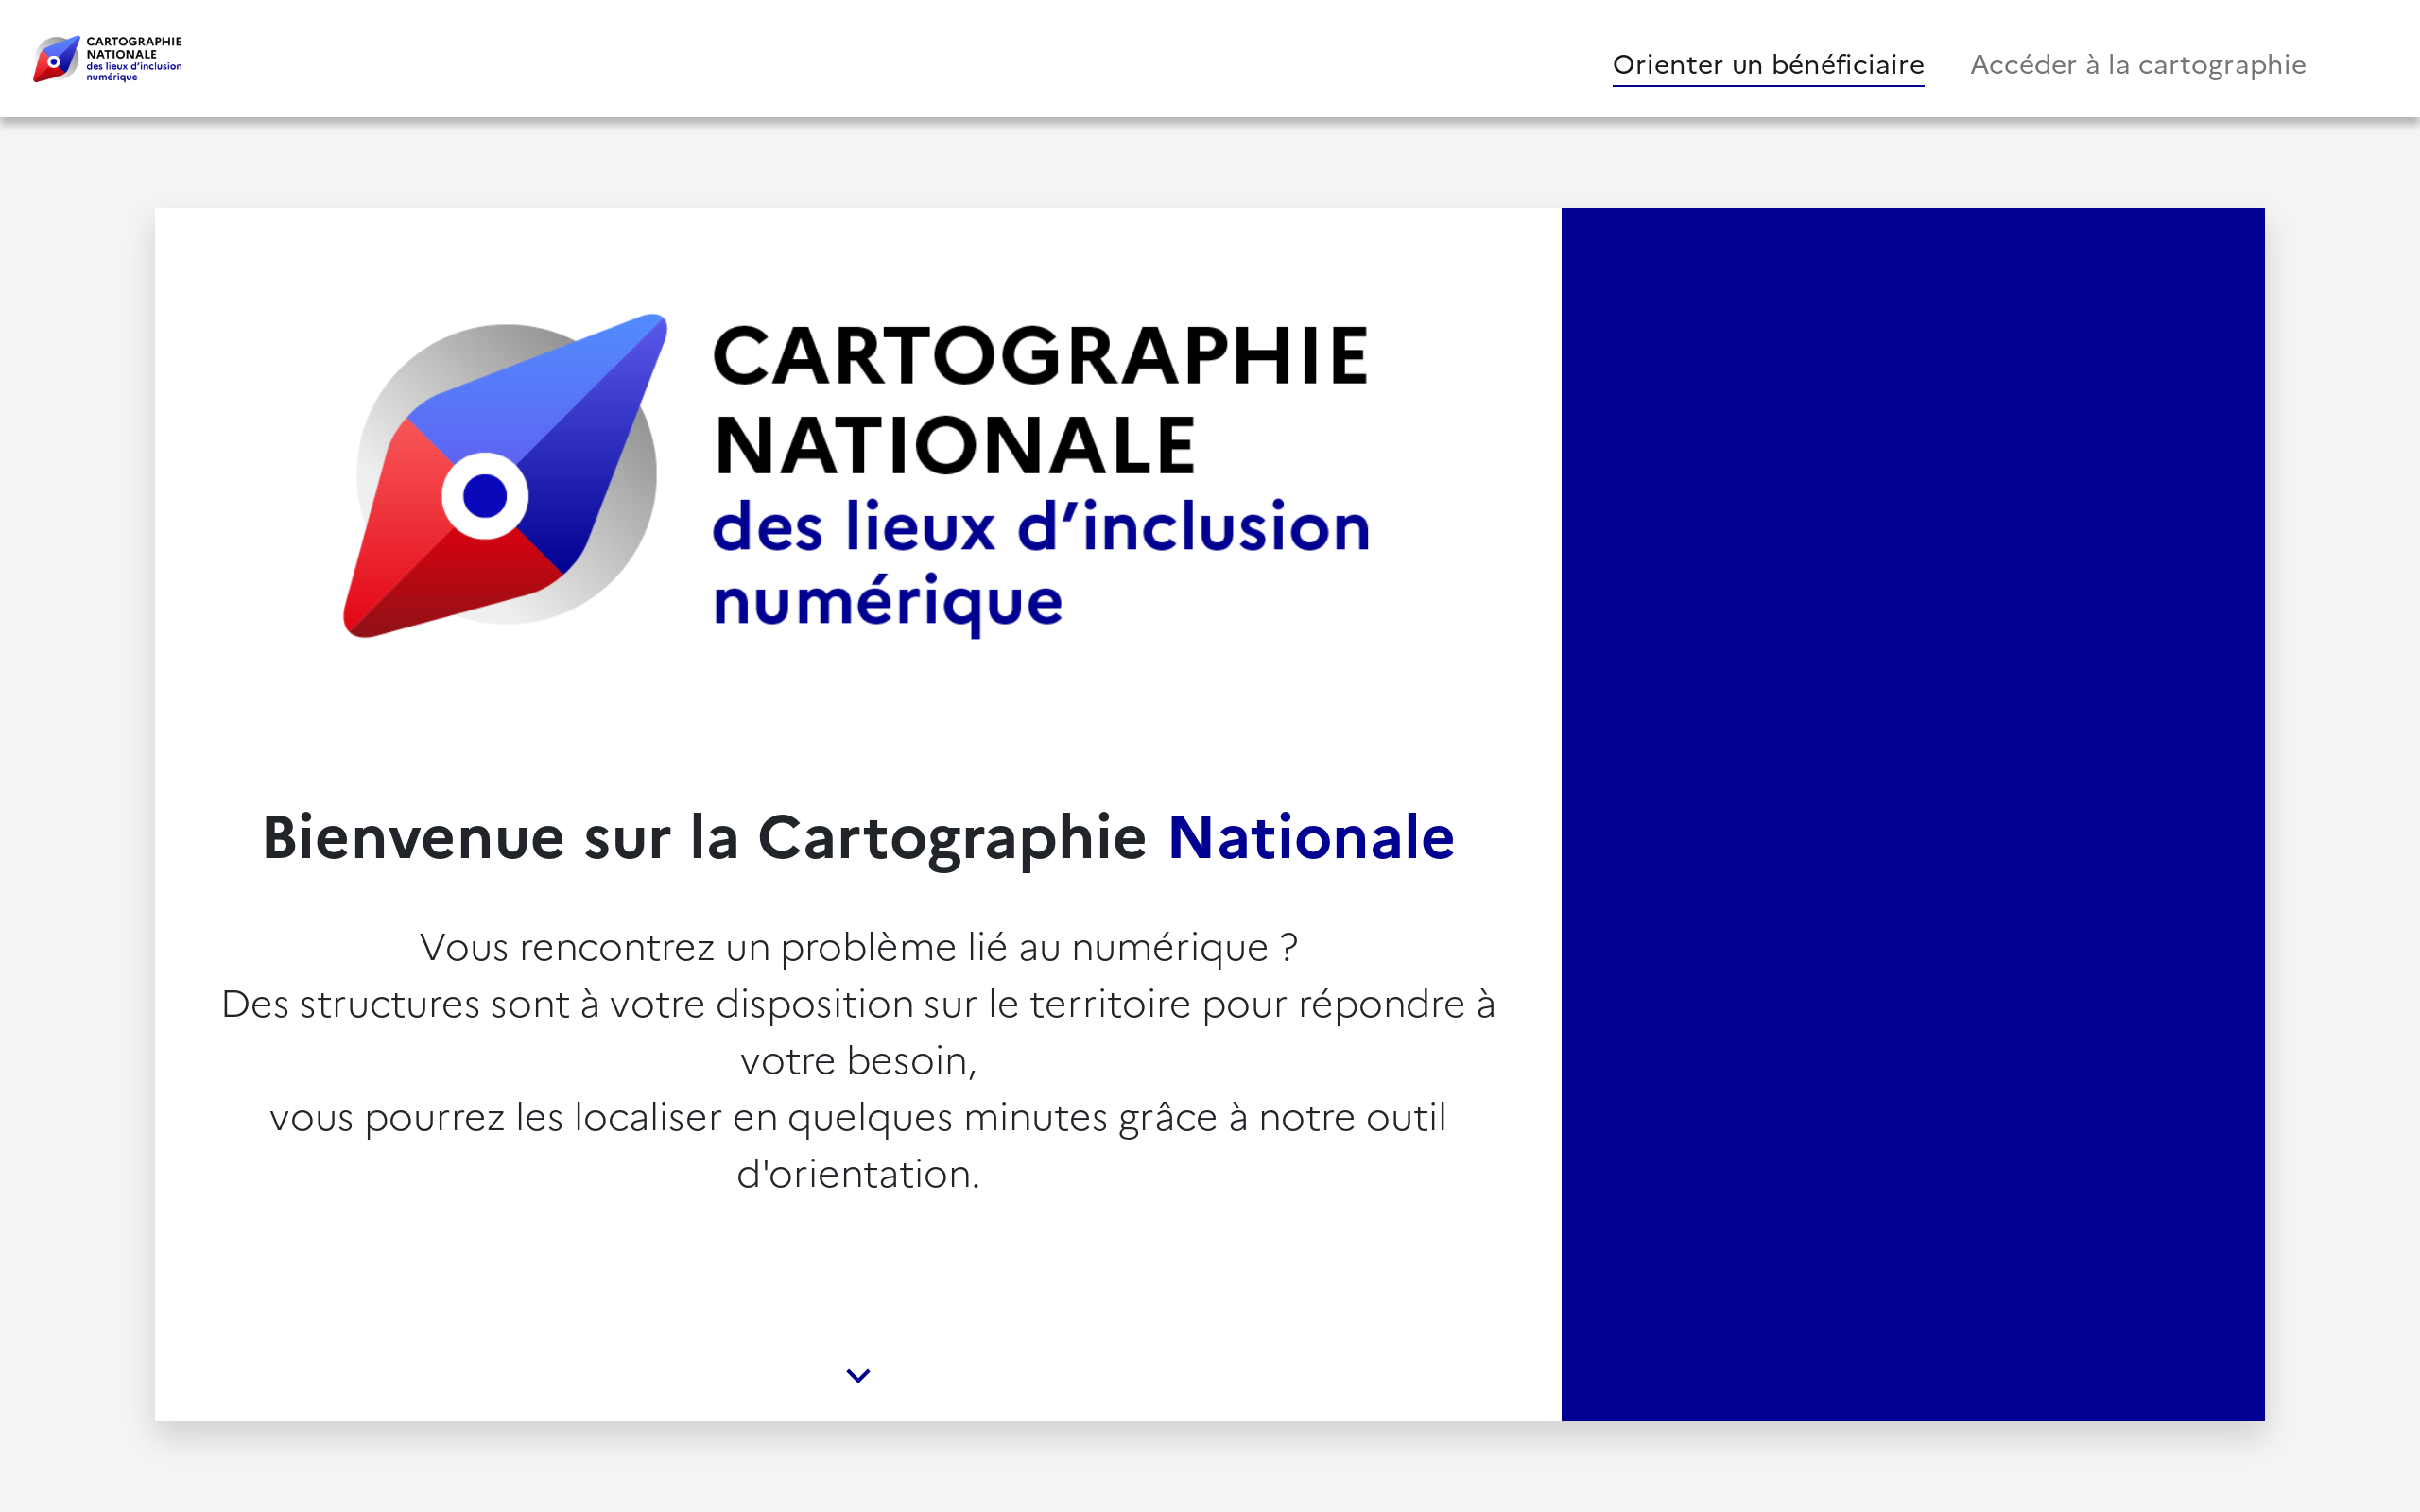 CARTOGRAPHIE
NATIONALE
des lieux d’inclusion
numérique
Orienter un bénéficiaire
Accéder à la cartographie
CARTOGRAPHIE
NATIONALE
des lieux d’inclusion
numérique
Bienvenue sur la Cartographie Nationale
Vous rencontrez un problème lié au numérique ?
Des structures sont à votre disposition sur le territoire pour répondre à
votre besoin,
vous pourrez les localiser en quelques minutes grâce à notre outil
d'orientation.